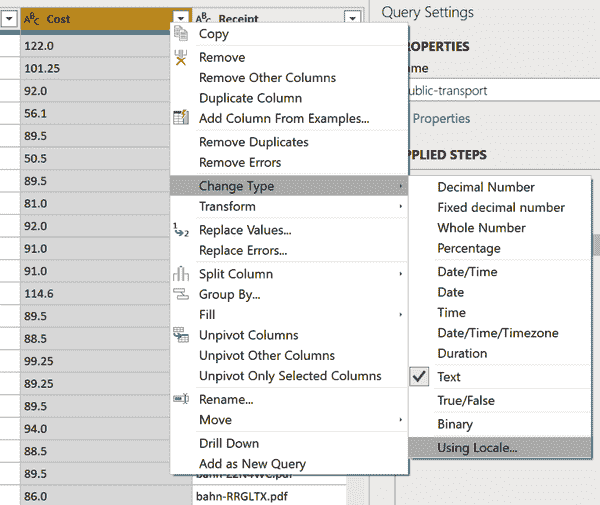 ABC Cost
ABC Receipt
Query Settings
122.0
101.25
92.0
56.1
89.5
50.5
89.5
81.0
92.0
91.0
91.0
114.6
89.5
88.5
99.25
89.25
89.5
94.0
88.5
89.5
86.0
Copy
Remove
Remove Other Columns
Duplicate Column
Add Column From Examples...
Remove Duplicates
Remove Errors
Change Type
Transform
1 2 Replace Values...
Replace Errors...
Split Column
Group By...
Fill
Unpivot Columns
Unpivot Other Columns
Unpivot Only Selected Columns
Rename...
Move
Drill Down
Add as New Query
bahn-RRGLTX.pdf
ROPERTIES
ame
ublic-transport
Properties
PPLIED STEPS
Decimal Number
Fixed decimal number
Whole Number
Percentage
Date/Time
Date
Time
Date/Time/Timezone
Duration
Text
True/False
Binary
Using Locale...